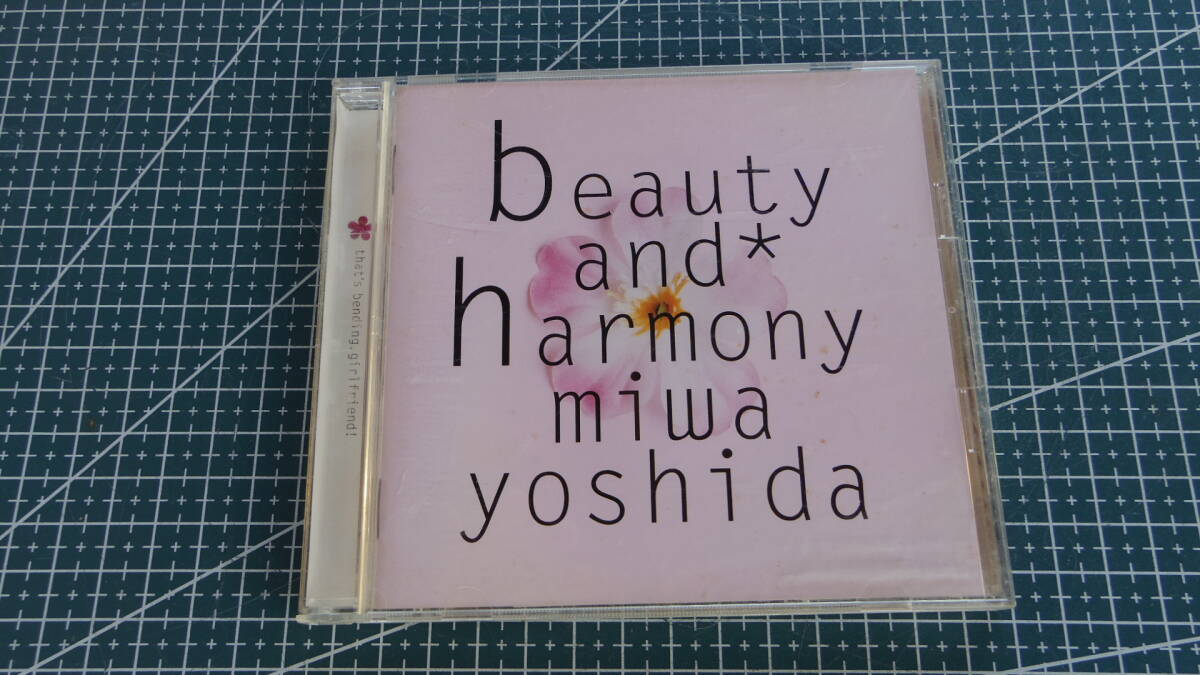 beauty
and*
harmony
miwa
yoshida
that's bending, girlfriend!